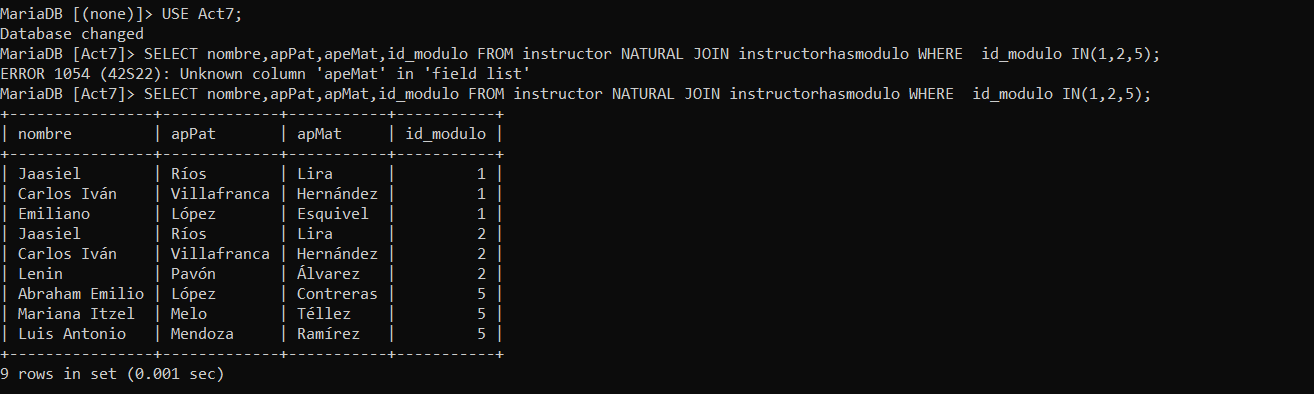 MariaDB [(none)]> USE Act7;
Database changed
MariaDB [Act7]> SELECT nombre,apPat,apeMat,id_modulo FROM instructor NATURAL JOIN instructorhasmodulo WHERE  id_modulo IN(1,2,5);
ERROR 1054 (42S22): Unknown column 'apeMat' in 'field list'
MariaDB [Act7]> SELECT nombre,apPat,apMat,id_modulo FROM instructor NATURAL JOIN instructorhasmodulo WHERE  id_modulo IN(1,2,5);
+----------------+-------------+-----------+-----------+
| nombre         | apPat       | apMat     | id_modulo |
+----------------+-------------+-----------+-----------+
| Jaasiel        | Ríos        | Lira      |         1 |
| Carlos Iván    | Villafranca | Hernández |         1 |
| Emiliano       | López       | Esquivel  |         1 |
| Jaasiel        | Ríos        | Lira      |         2 |
| Carlos Iván    | Villafranca | Hernández |         2 |
| Lenin          | Pavón       | Álvarez   |         2 |
| Abraham Emilio | López       | Contreras |         5 |
| Mariana Itzel  | Melo        | Téllez    |         5 |
| Luis Antonio   | Mendoza     | Ramírez   |         5 |
+----------------+-------------+-----------+-----------+
9 rows in set (0.001 sec)